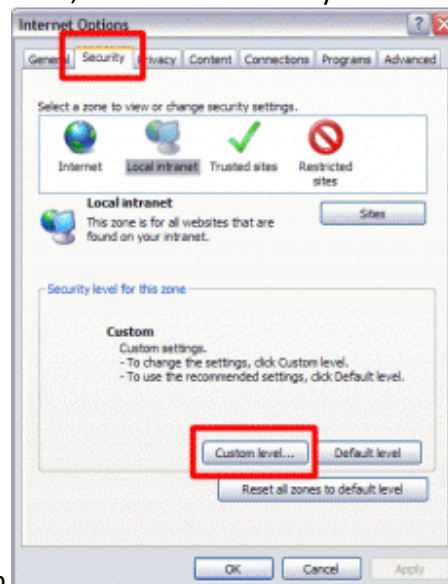 Internet Options
General Security Privacy Content Connections Programs Advanced
Select a zone to view or change security settings.
Internet Local intranet Trusted sites Restricted sites
Local intranet
This zone is for all websites that are
found on your intranet.
Sites
Security level for this zone
Custom
Custom settings.
- To change the settings, click Custom level.
- To use the recommended settings, click Default level.
Custom level... Default level
Reset all zones to default level
OK Cancel Apply